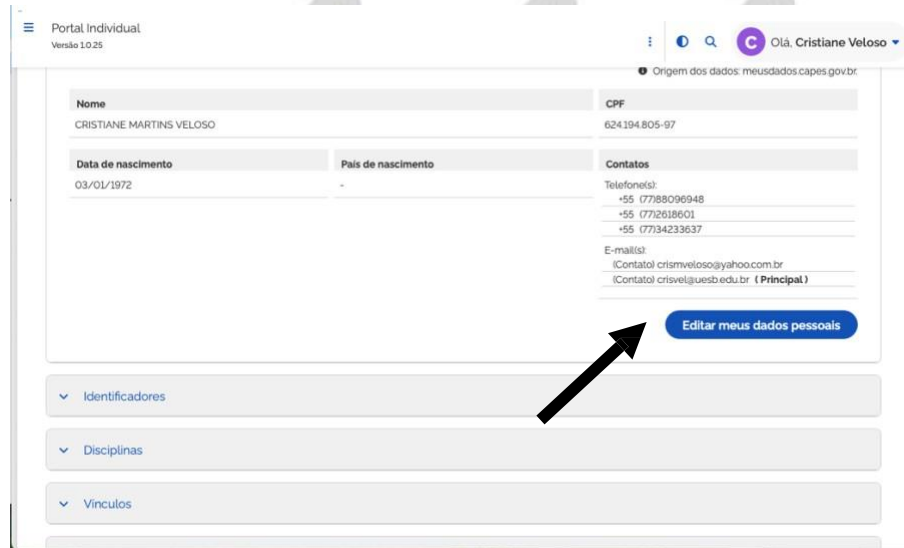 Portal Individual
Versão 1.0.25
C Olá, Cristiane Veloso
Origem dos dados: meusdados.capes.gov.br.
Nome
CPF
CRISTIANE MARTINS VELOSO
624.194.805-97
Data de nascimento
País de nascimento
Contatos
03/01/1972
-
Telefone(s):
+55 (77)88096948
+55 (77)2618601
+55 (77)34233637
E-mail(s):
(Contato) crismveloso@yahoo.com.br
(Contato) crisvel@uesb.edu.br ( Principal )
Editar meus dados pessoais
Identificadores
Disciplinas
Vínculos